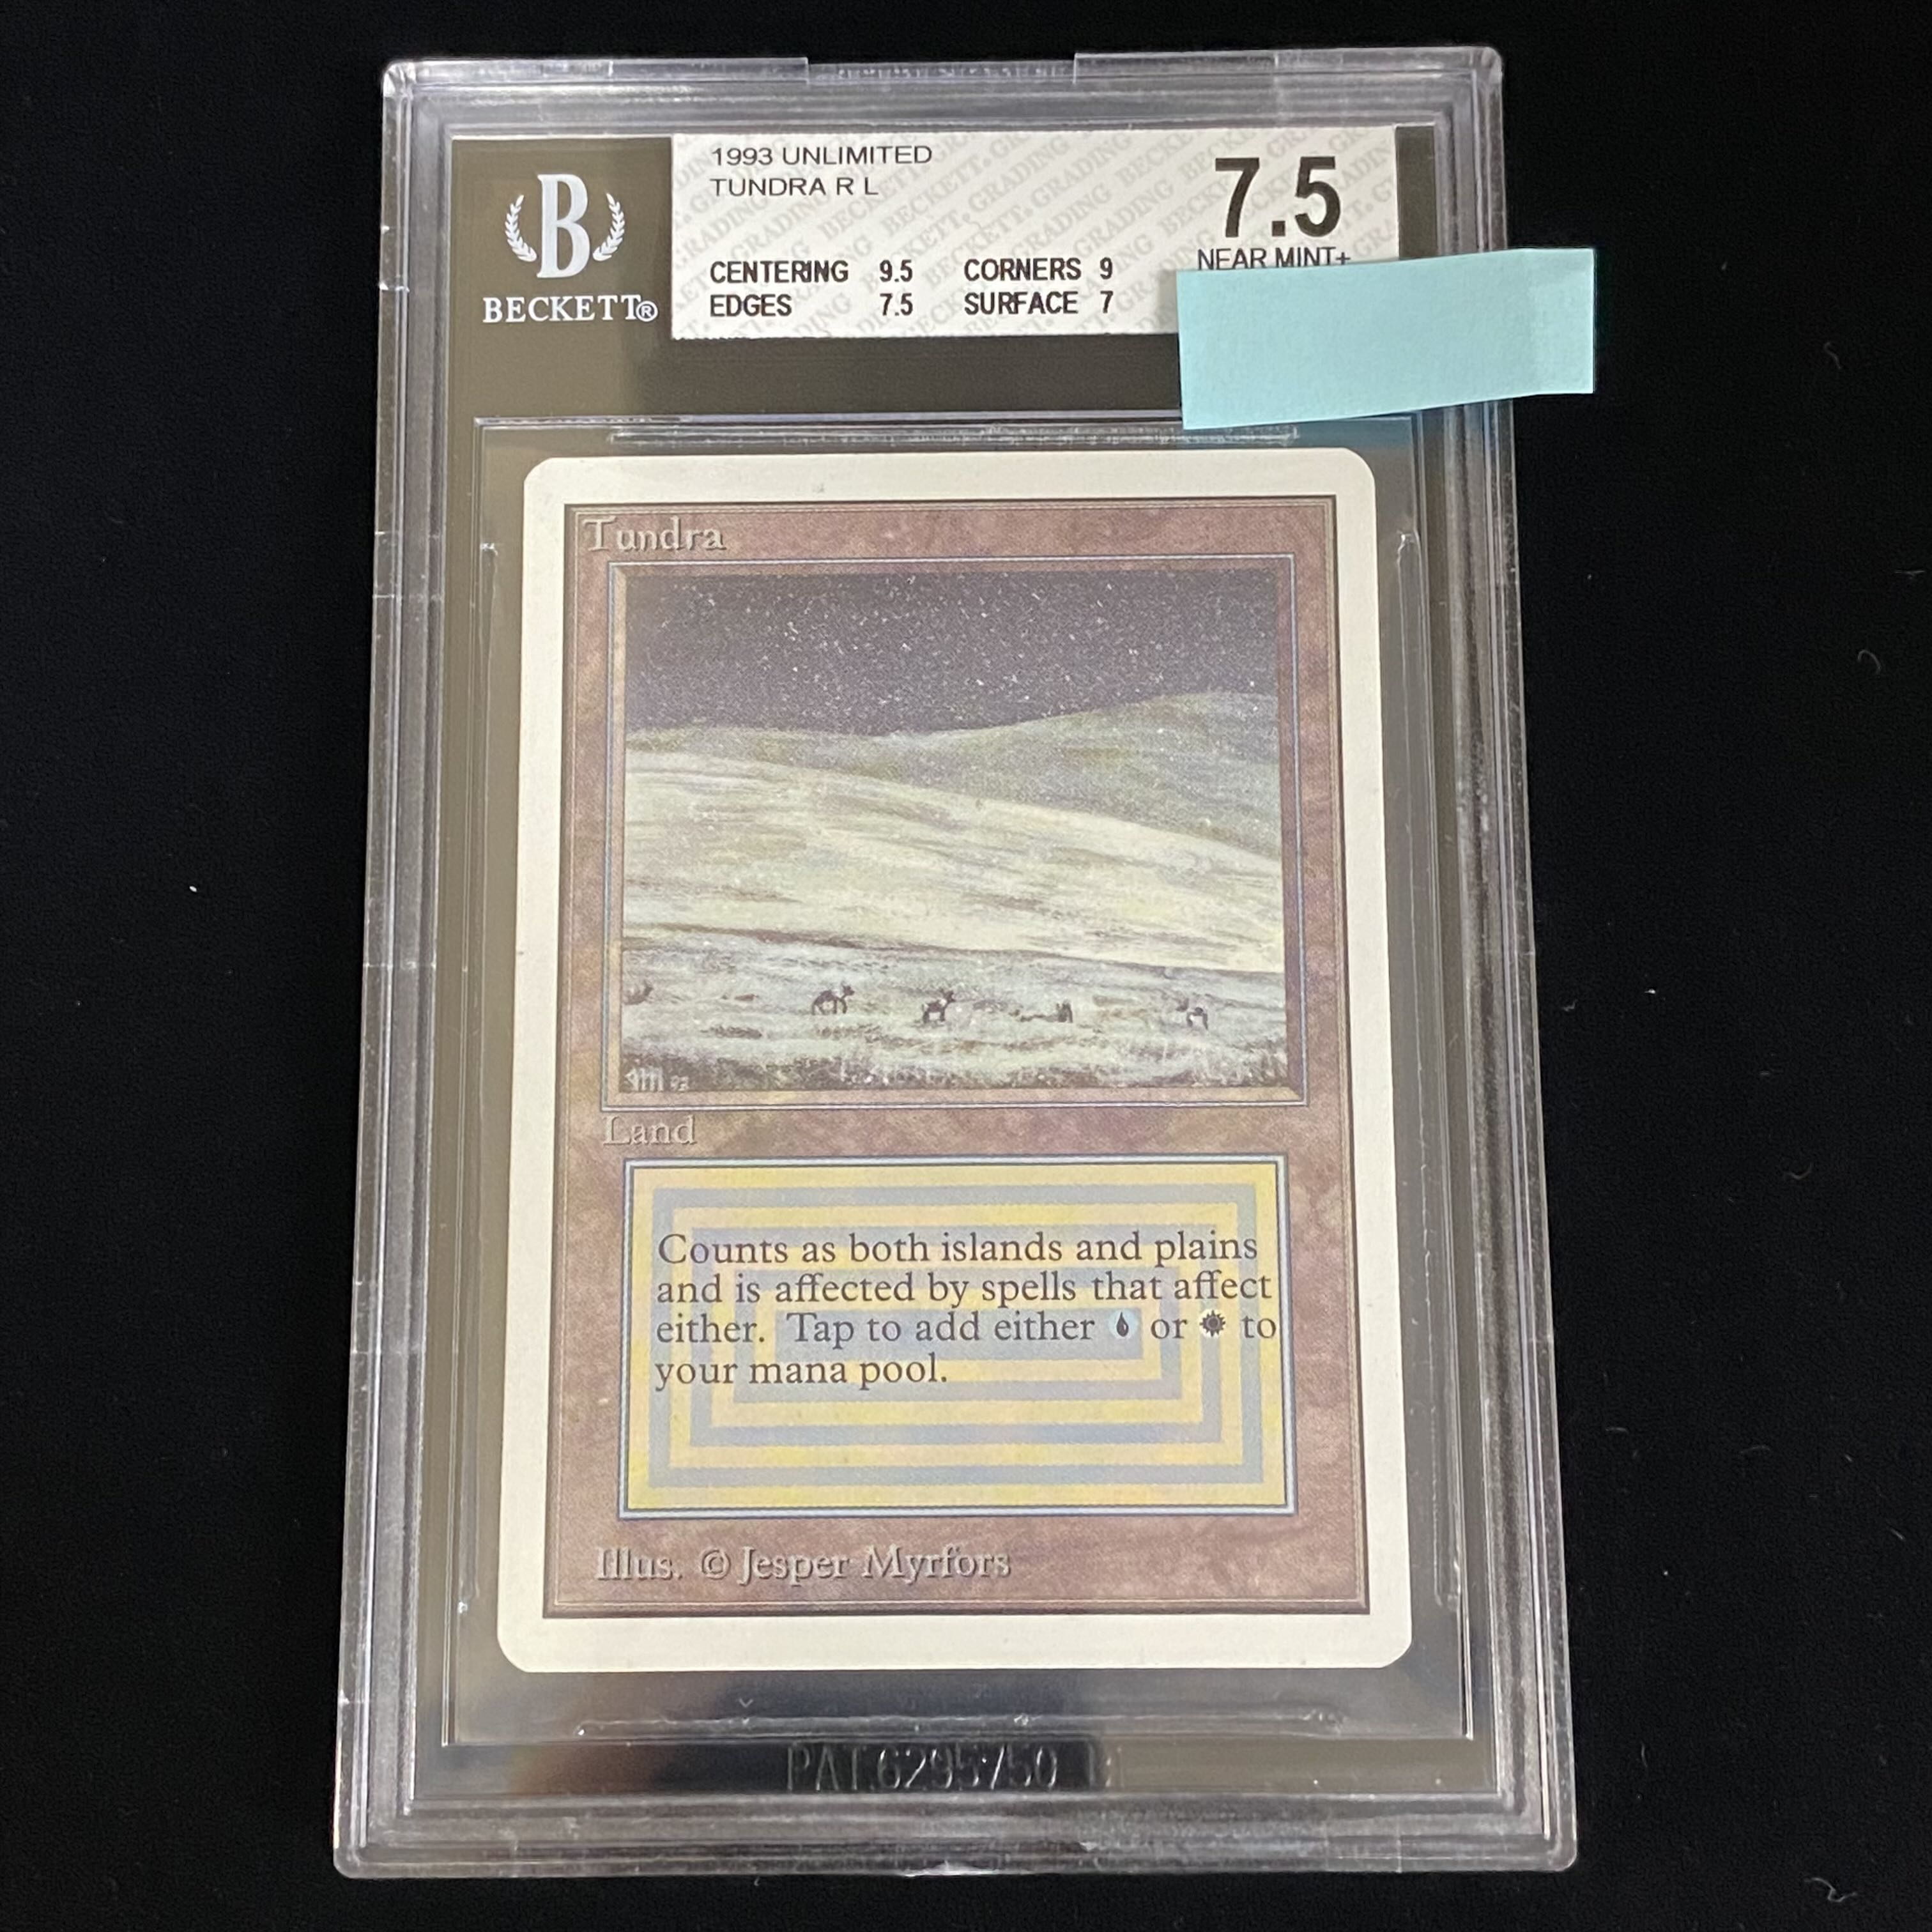 1993 UNLIMITED
TUNDRA R L
7.5
NEAR MINT+
CENTERING 9.5 CORNERS 9
EDGES 7.5 SURFACE 7
B
BECKETT®
Tundra
JM 93
Land
Counts as both islands and plains
and is affected by spells that affect
either. Tap to add either or to
your mana pool.
Illus. © Jesper Myrfors
PAT.6295750